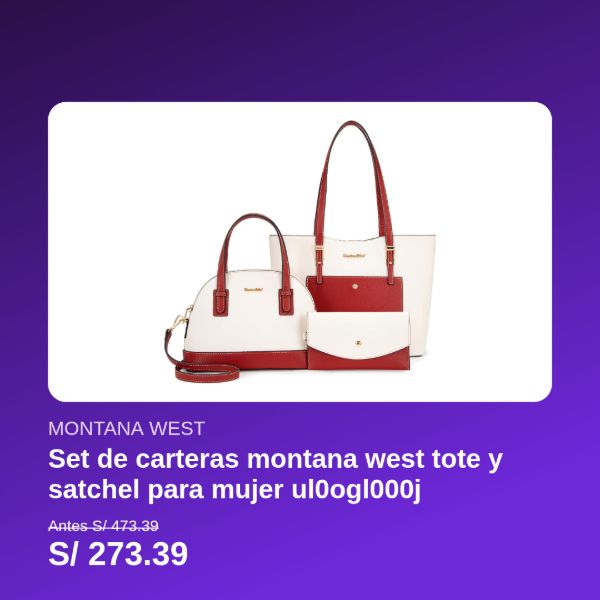 MONTANA WEST
Set de carteras montana west tote y
satchel para mujer ul0ogl000j
Antes S/ 473.39
S/ 273.39